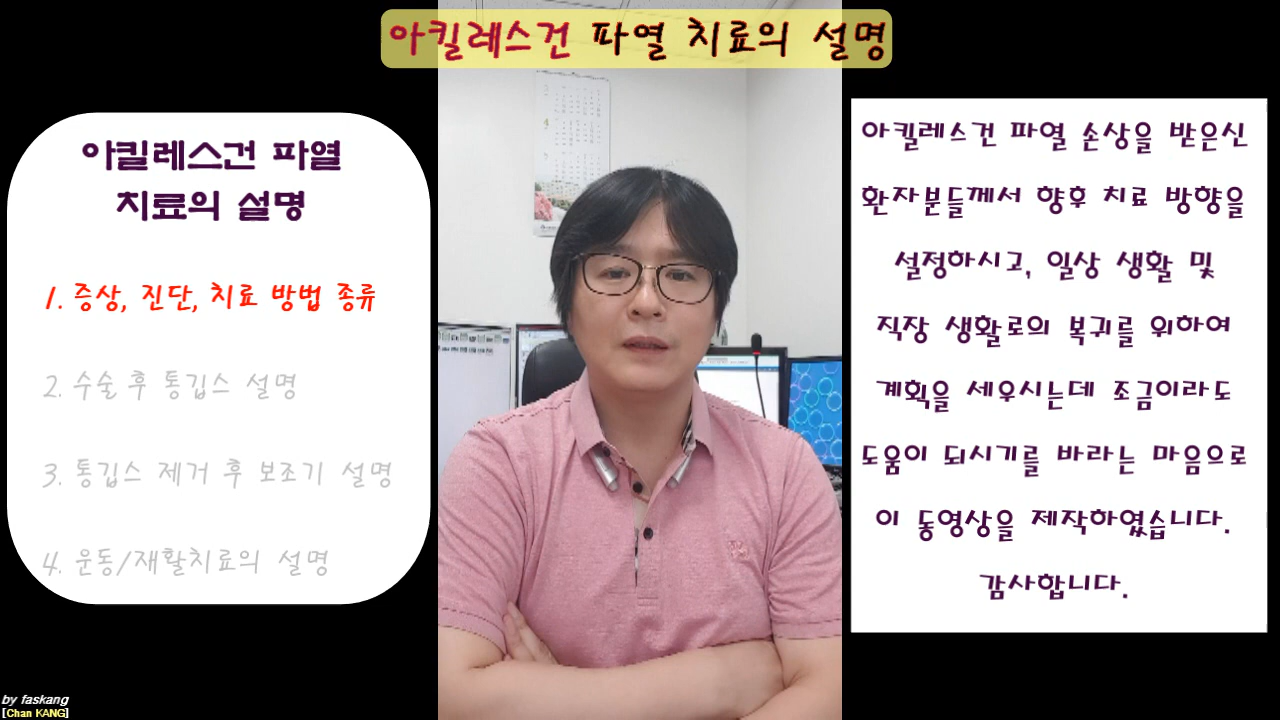 아킬레스건 파열 치료의 설명
아킬레스건 파열
치료의 설명
1. 증상, 진단, 치료 방법 종류
2. 수술 후 통깁스 설명
3. 통깁스 제거 후 보조기 설명
4. 운동/재활치료의 설명
아킬레스건 파열 손상을 받은신
환자분들께서 향후 치료 방향을
설정하시고, 일상 생활 및
직장 생활로의 복귀를 위하여
계획을 세우시는데 조금이라도
도움이 되시기를 바라는 마음으로
이 동영상을 제작하였습니다.
감사합니다.
by faskang
[Chan KANG]